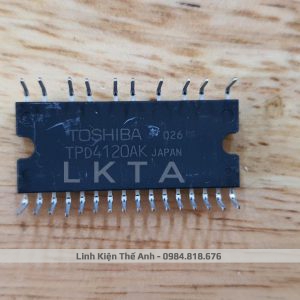 TOSHIBA 026
TPD4120AK JAPAN
LKTA
Linh Kiện Thế Anh - 0984.818.676